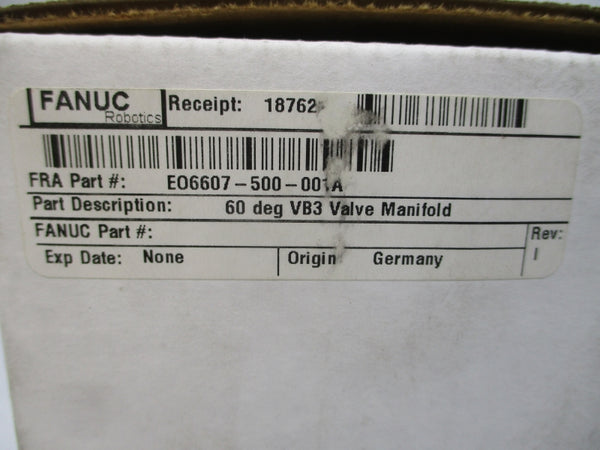 FANUC Robotics Receipt: 18762
FRA Part #: EO6607-500-001A
Part Description: 60 deg VB3 Valve Manifold
FANUC Part #: Rev:
Exp Date: None Origin Germany I